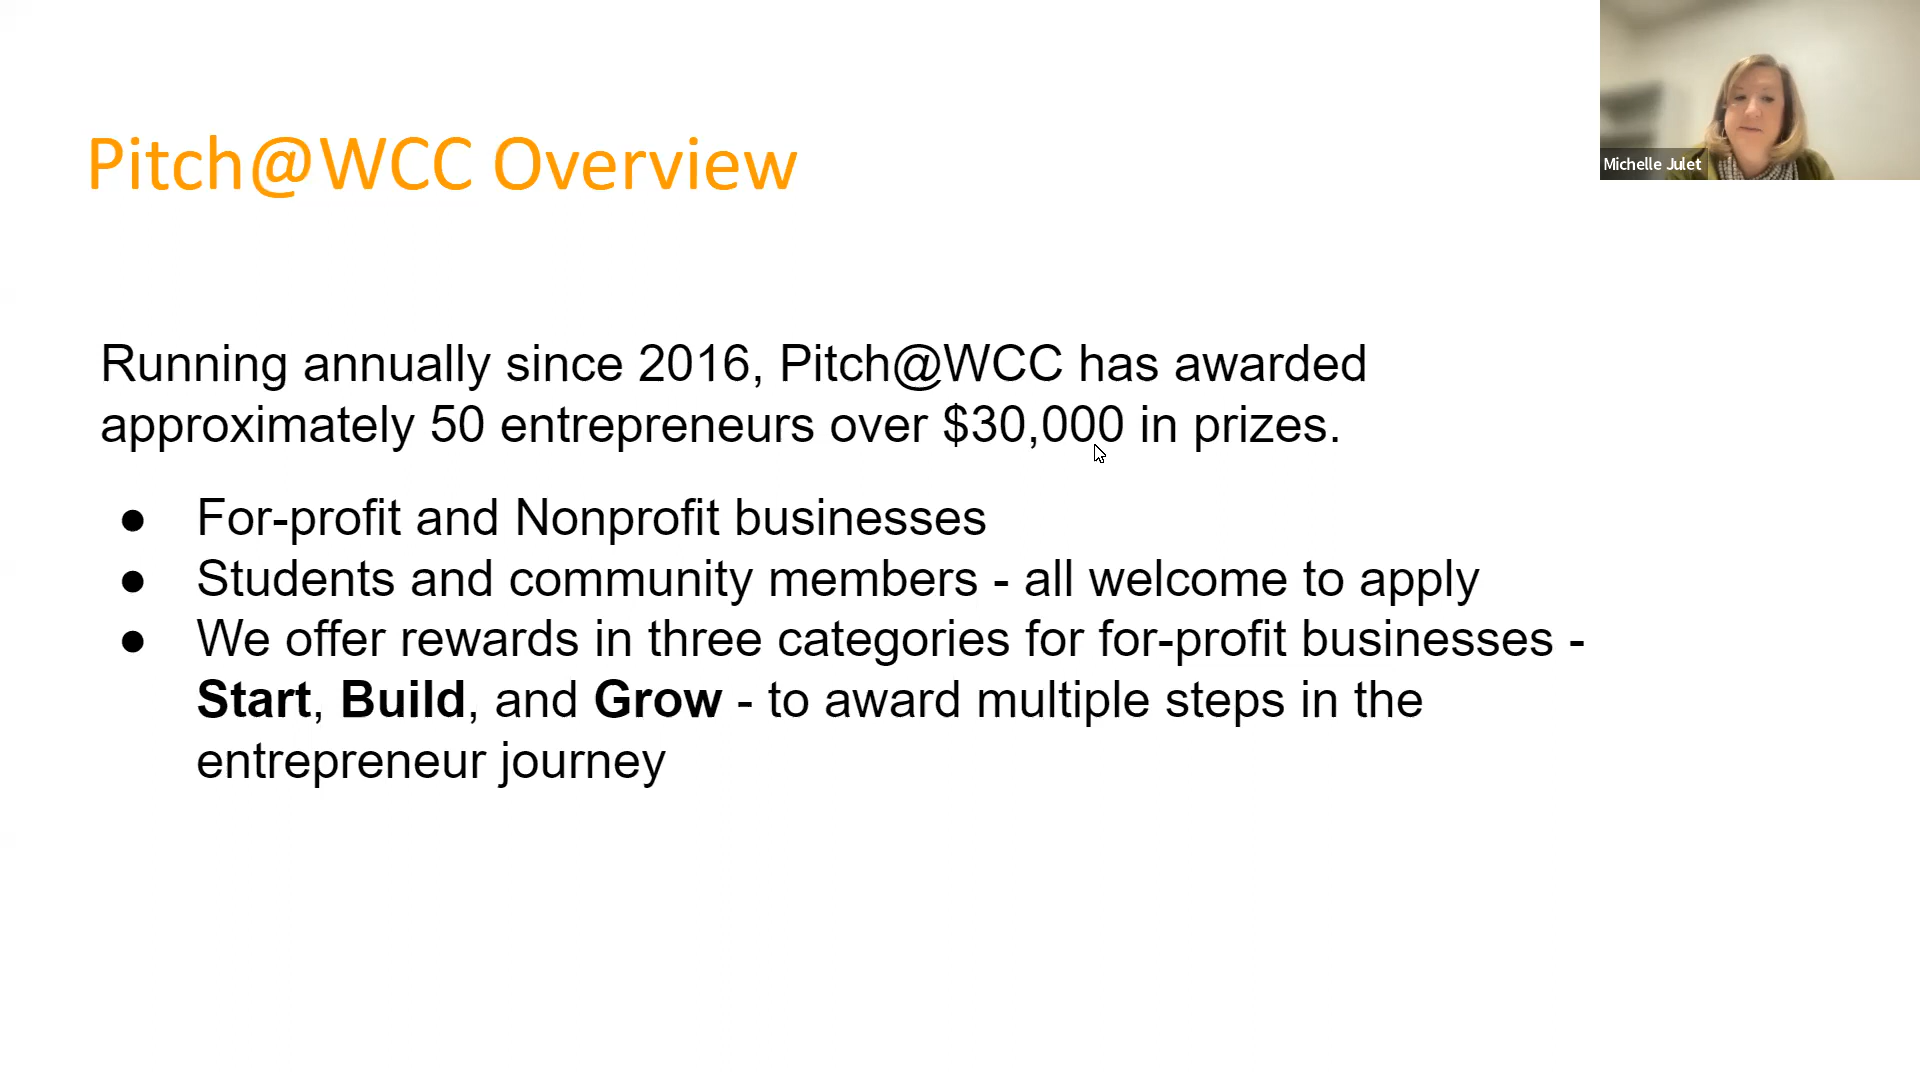 Pitch@WCC Overview
Michelle Julet
Running annually since 2016, Pitch@WCC has awarded
approximately 50 entrepreneurs over $30,000 in prizes.
● For-profit and Nonprofit businesses
● Students and community members - all welcome to apply
● We offer rewards in three categories for for-profit businesses -
Start, Build, and Grow - to award multiple steps in the
entrepreneur journey